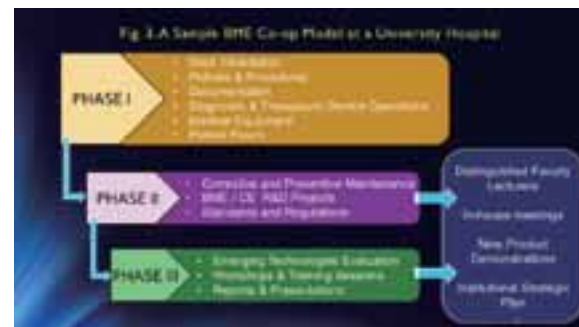 Fig. 3.A Sample BME Co-op Model at a University Hospital
PHASE I
• Staff Orientation
• Policies & Procedures
• Documentation
• Diagnostic & Therapeutic Device Operations
• Medical Equipment
• Patient
PHASE II
• Corrective and Preventive Maintenance
• BME / CE R&D Projects
• Standards and Regulations
PHASE III
• Emerging Technologies Evaluation
• Workshops & Training Sessions
• Reports & Presentations
Distinguished Faculty
Lectures
In-house meetings
New Product
Demonstrations
Institutional Strategic
Plan